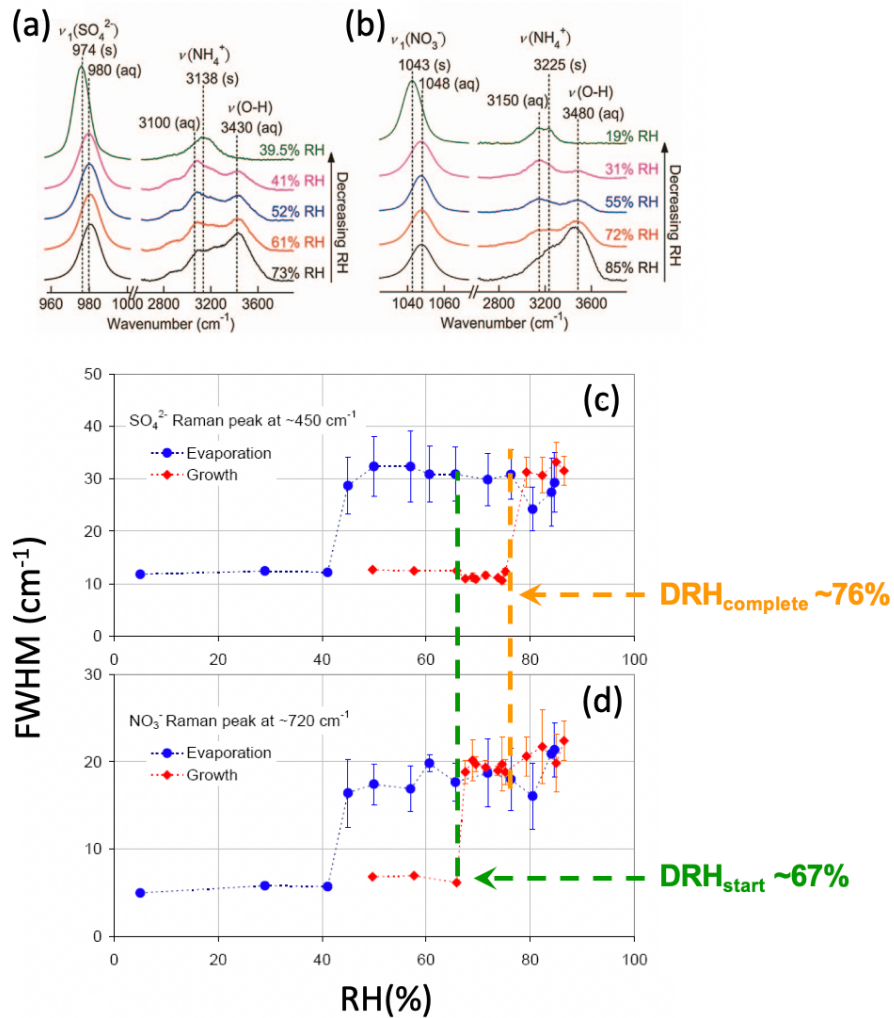 (a)
ν₁(SO₄²⁻)
974 (s)
980 (aq)
ν(NH₄⁺)
3138 (s)
3100 (aq)
ν(O-H)
3430 (aq)
39.5% RH
41% RH
52% RH
61% RH
73% RH
Decreasing RH
960 980 1000 2800 3200 3600
Wavenumber (cm⁻¹)
(b)
ν₁(NO₃⁻)
1043 (s)
1048 (aq)
ν(NH₄⁺)
3225 (s)
3150 (aq)
ν(O-H)
3480 (aq)
19% RH
31% RH
55% RH
72% RH
85% RH
Decreasing RH
1040 1060 2800 3200 3600
Wavenumber (cm⁻¹)
FWHM (cm⁻¹)
(c)
SO₄²⁻ Raman peak at ~450 cm⁻¹
Evaporation
Growth
50
40
30
20
10
0
0 20 40 60 80 100
DRHcomplete ~76%
(d)
NO₃⁻ Raman peak at ~720 cm⁻¹
Evaporation
Growth
30
20
10
0
0 20 40 60 80 100
DRHstart ~67%
RH(%)